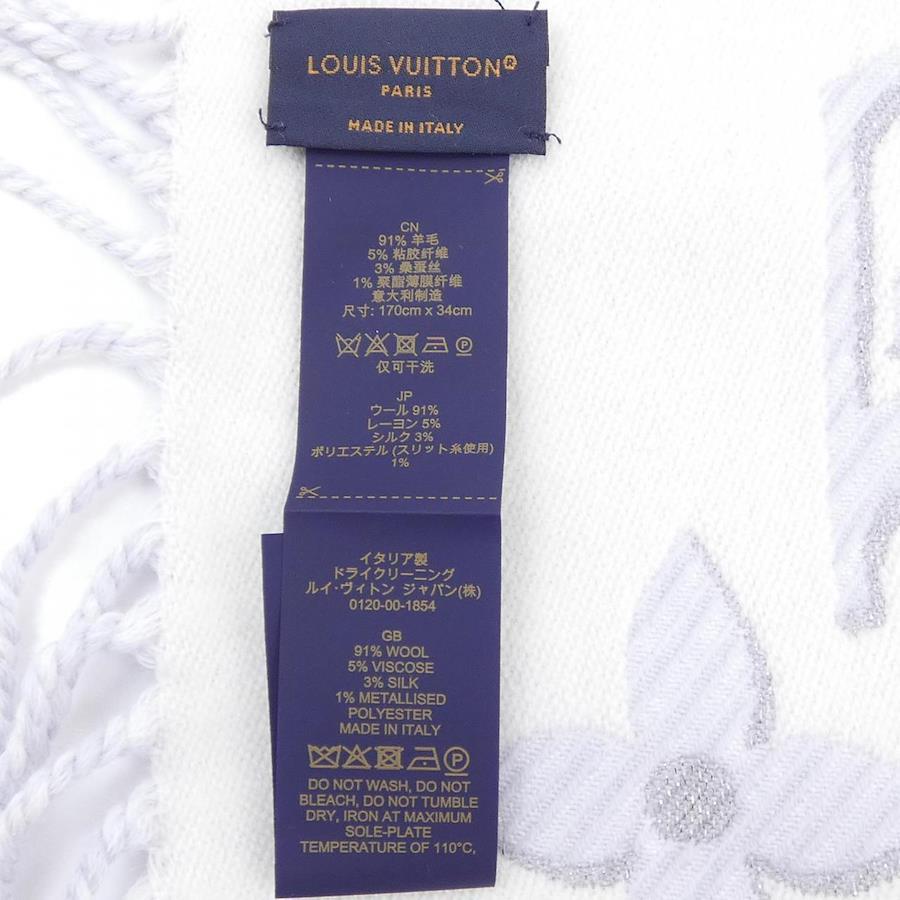 LOUIS VUITTON
PARIS
MADE IN ITALY
CN
91% 羊毛
5% 粘胶纤维
3% 桑蚕丝
1% 聚酯薄膜纤维
意大利制造
尺寸: 170cm x 34cm
P
仅可干洗
JP
ウール 91%
レーヨン 5%
シルク 3%
ポリエステル (スリット糸使用)
1%
イタリア製
ドライクリーニング
ルイ・ヴィトン ジャパン(株)
0120-00-1854
GB
91% WOOL
5% VISCOSE
3% SILK
1% METALLISED
POLYESTER
MADE IN ITALY
P
DO NOT WASH, DO NOT
BLEACH, DO NOT TUMBLE
DRY, IRON AT MAXIMUM
SOLE-PLATE
TEMPERATURE OF 110°C,